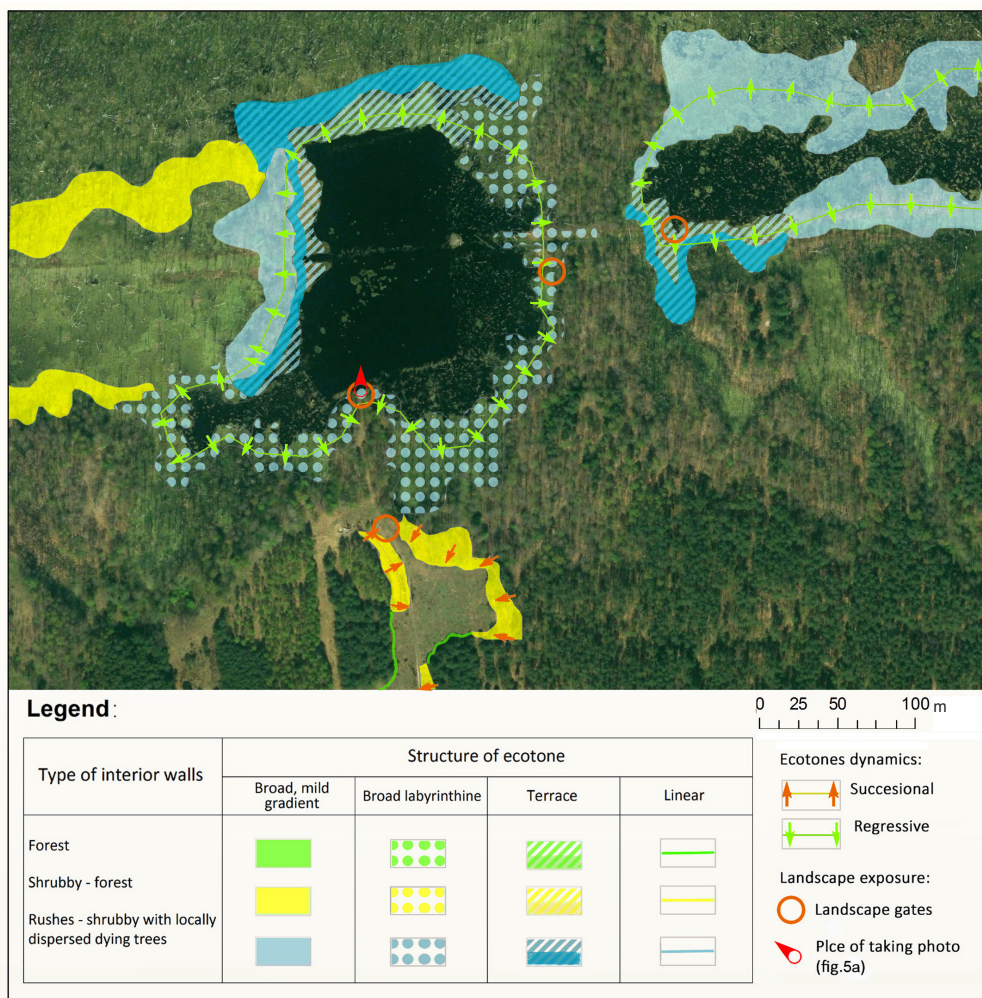 Legend:
0 25 50 100 m
Type of interior walls
Structure of ecotone
Broad, mild gradient
Broad labyrinthine
Terrace
Linear
Forest
Shrubby - forest
Rushes - shrubby with locally
dispersed dying trees
Ecotones dynamics:
Succesional
Regressive
Landscape exposure:
Landscape gates
Plce of taking photo
(fig.5a)